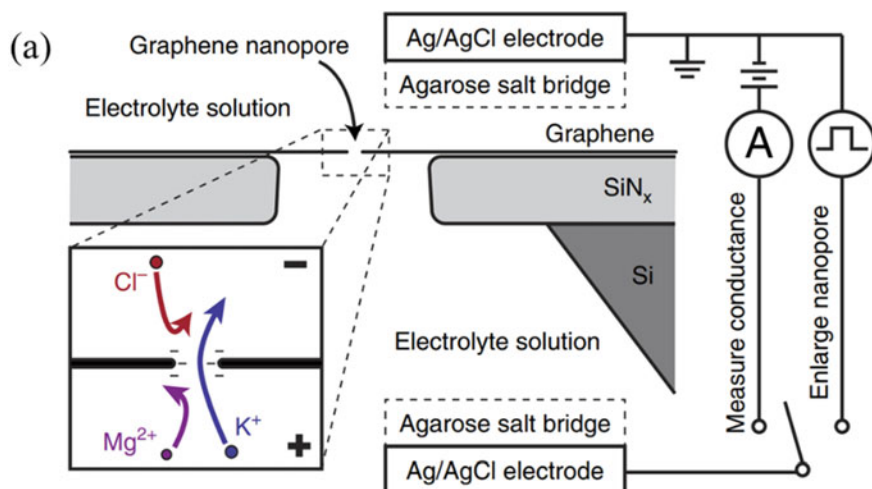 (a)
Graphene nanopore
Ag/AgCl electrode
Agarose salt bridge
Electrolyte solution
Graphene
A
SiNₓ
Si
Measure conductance
Enlarge nanopore
−
Cl⁻
Mg²⁺
K⁺
+
Electrolyte solution
Agarose salt bridge
Ag/AgCl electrode